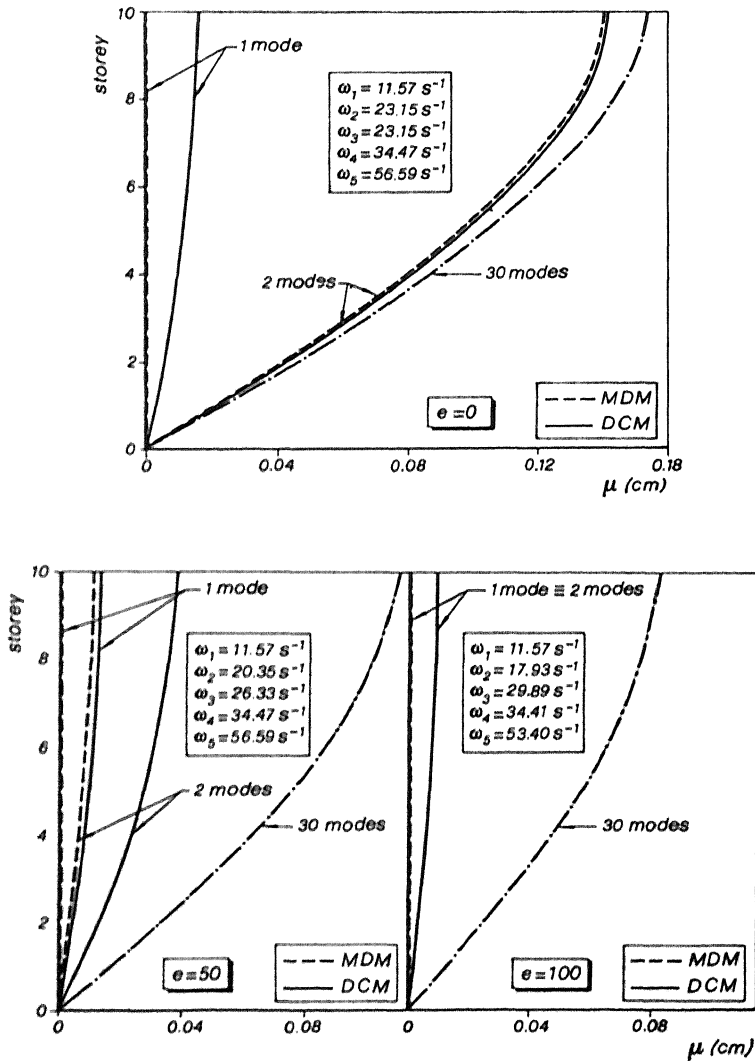 storey
10
8
6
4
2
0
1 mode
ω₁ = 11.57 s⁻¹
ω₂ = 23.15 s⁻¹
ω₃ = 23.15 s⁻¹
ω₄ = 34.47 s⁻¹
ω₅ = 56.59 s⁻¹
2 modes
30 modes
e = 0
MDM
DCM
0 0.04 0.08 0.12 0.18
μ (cm)
storey
10
8
6
4
2
0
1 mode
ω₁ = 11.57 s⁻¹
ω₂ = 20.35 s⁻¹
ω₃ = 26.33 s⁻¹
ω₄ = 34.47 s⁻¹
ω₅ = 56.59 s⁻¹
2 modes
30 modes
e = 50
MDM
DCM
0 0.04 0.08
1 mode ≡ 2 modes
ω₁ = 11.57 s⁻¹
ω₂ = 17.93 s⁻¹
ω₃ = 29.89 s⁻¹
ω₄ = 34.41 s⁻¹
ω₅ = 53.40 s⁻¹
30 modes
e = 100
MDM
DCM
0 0.04 0.08
μ (cm)